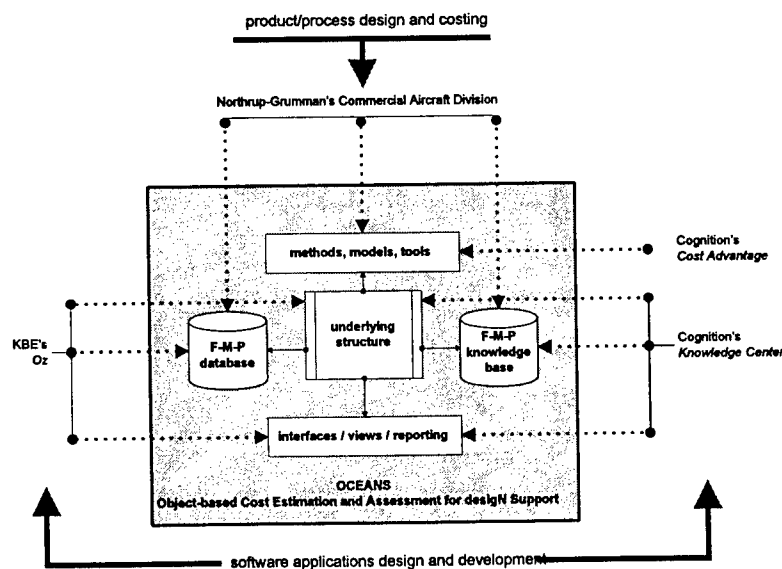 product/process design and costing
Northrup-Grumman's Commercial Aircraft Division
methods, models, tools
Cognition's
Cost Advantage
underlying
structure
F-M-P
database
F-M-P
knowledge
base
KBE's
Oz
Cognition's
Knowledge Center
interfaces / views / reporting
OCEANS
Object-based Cost Estimation and Assessment for desigN Support
software applications design and development